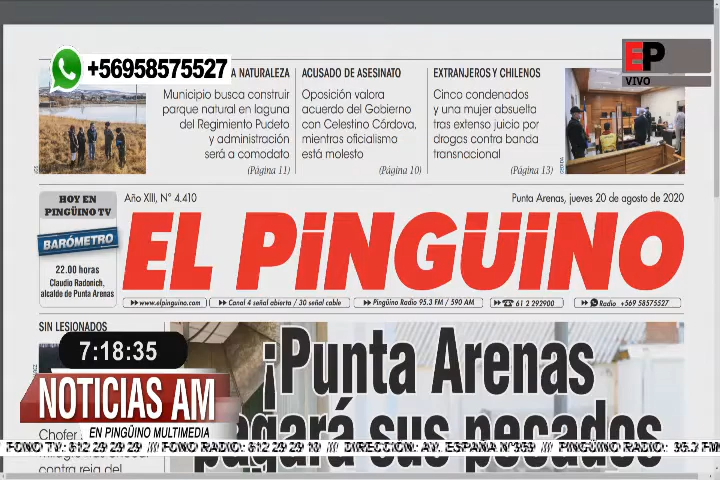 +56958575527
EP
VIVO
A NATURALEZA
Municipio busca construir
parque natural en laguna
del Regimiento Pudeto
y administración
será a comodato
(Página 11)
ACUSADO DE ASESINATO
Oposición valora
acuerdo del Gobierno
con Celestino Córdova,
mientras oficialismo
está molesto
(Página 10)
EXTRANJEROS Y CHILENOS
Cinco condenados
y una mujer absuelta
tras extenso juicio por
drogas contra banda
transnacional
(Página 13)
HOY EN
PINGÜINO TV
BARÓMETRO
22.00 horas
Claudio Radonich,
alcalde de Punta Arenas
Año XIII, N° 4.410
Punta Arenas, jueves 20 de agosto de 2020
EL PINGÜINO
www.elpinguino.com
Canal 4 señal abierta / 30 señal cable
Pingüino Radio 95.3 FM / 590 AM
61 2 292900
Radio +569 58575527
SIN LESIONADOS
7:18:35
NOTICIAS AM
EN PINGÜINO MULTIMEDIA
¡Punta Arenas
pagará sus pecados
Chofer
contra reja del
FONO TV: 612 29 29 29 /// FONO RADIO: 612 29 29 /// DIRECCION: AV. ESPAÑA N°959 /// PINGÜINO RADIO: 95.3 FM